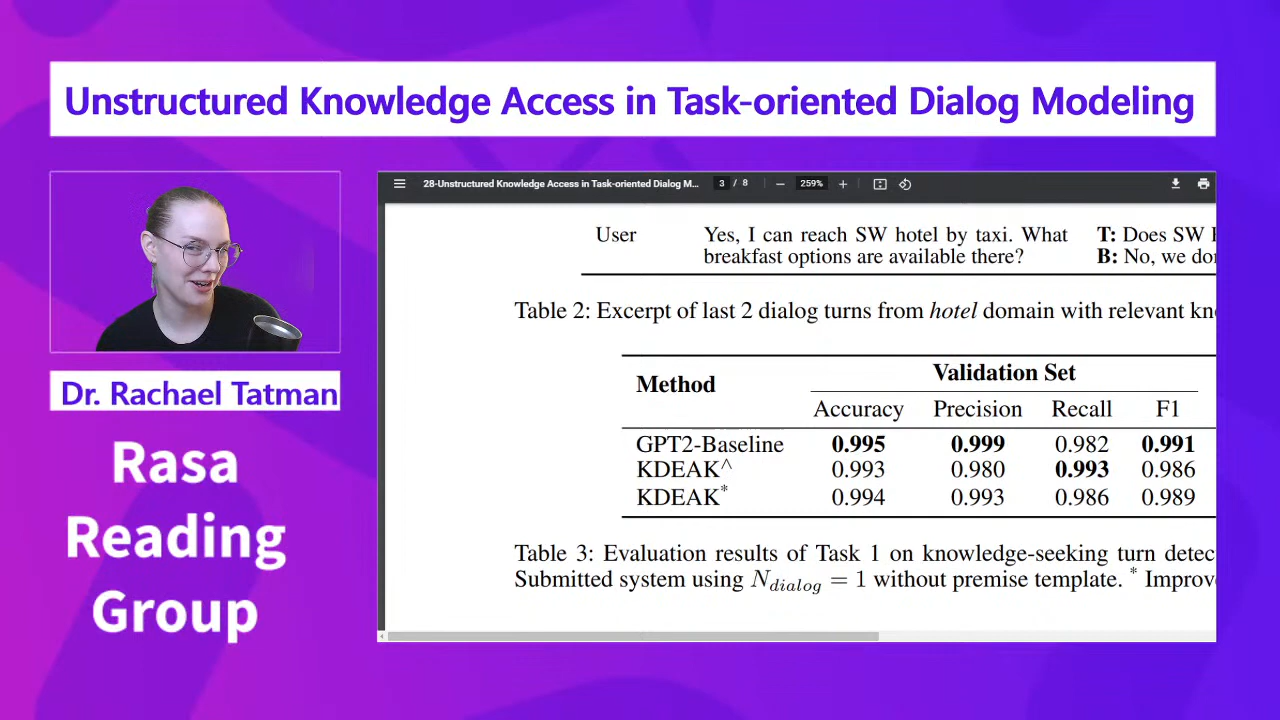 Unstructured Knowledge Access in Task-oriented Dialog Modeling
28-Unstructured Knowledge Access in Task-oriented Dialog M... 3 / 8 259%
User Yes, I can reach SW hotel by taxi. What T: Does SW
breakfast options are available there? B: No, we do
Table 2: Excerpt of last 2 dialog turns from hotel domain with relevant kn
Method Validation Set
Accuracy Precision Recall F1
GPT2-Baseline 0.995 0.999 0.982 0.991
KDEAK^ 0.993 0.980 0.993 0.986
KDEAK* 0.994 0.993 0.986 0.989
Table 3: Evaluation results of Task 1 on knowledge-seeking turn detec
Submitted system using N_dialog = 1 without premise template. * Improv
Dr. Rachael Tatman
Rasa
Reading
Group